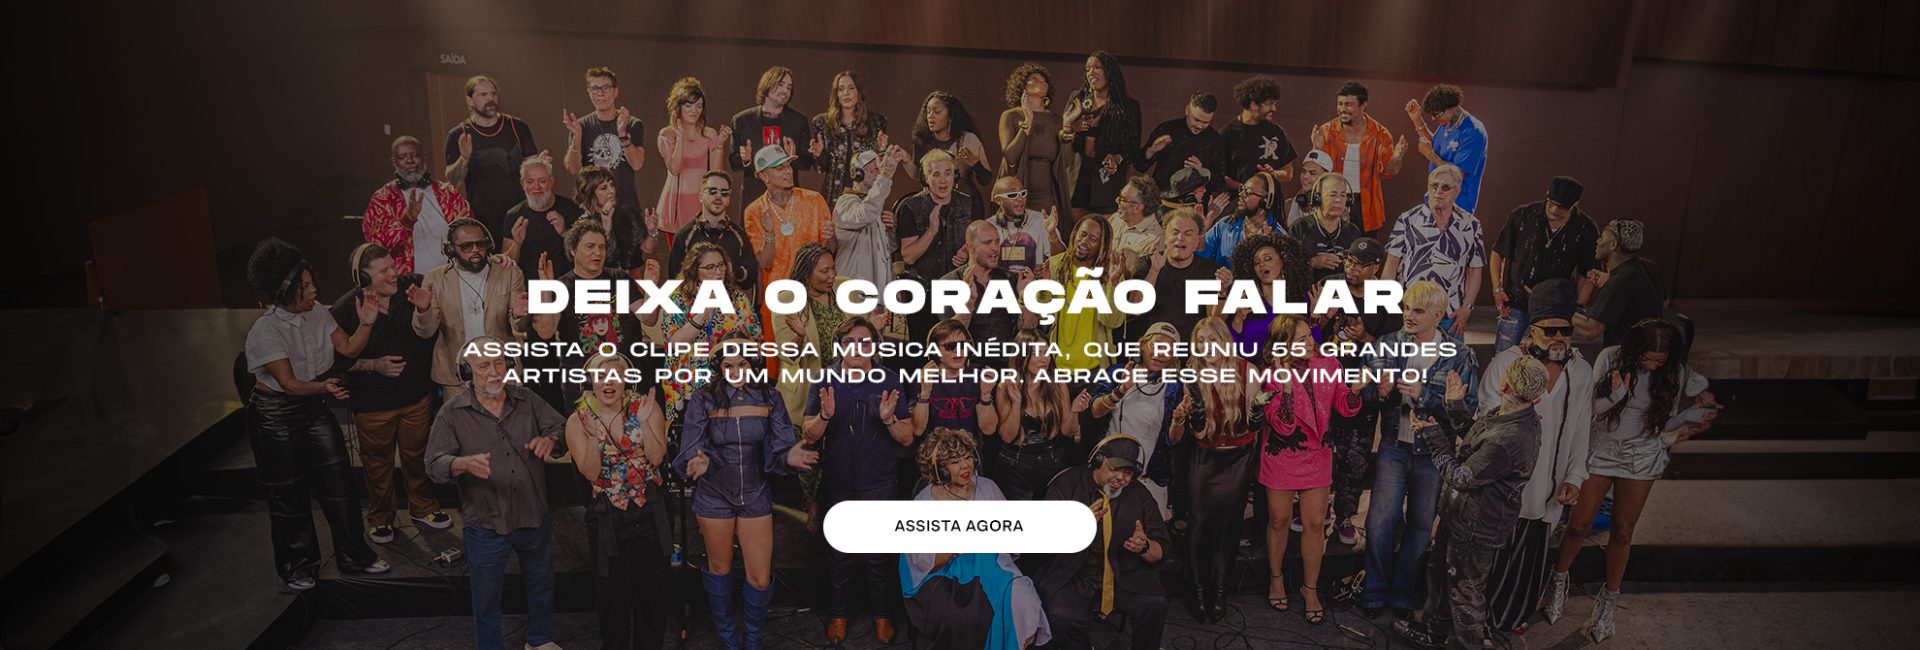 SAÍDA
DEIXA O CORAÇÃO FALAR
ASSISTA O CLIPE DESSA MÚSICA INÉDITA, QUE REUNIU 55 GRANDES
ARTISTAS POR UM MUNDO MELHOR. ABRACE ESSE MOVIMENTO!
ASSISTA AGORA